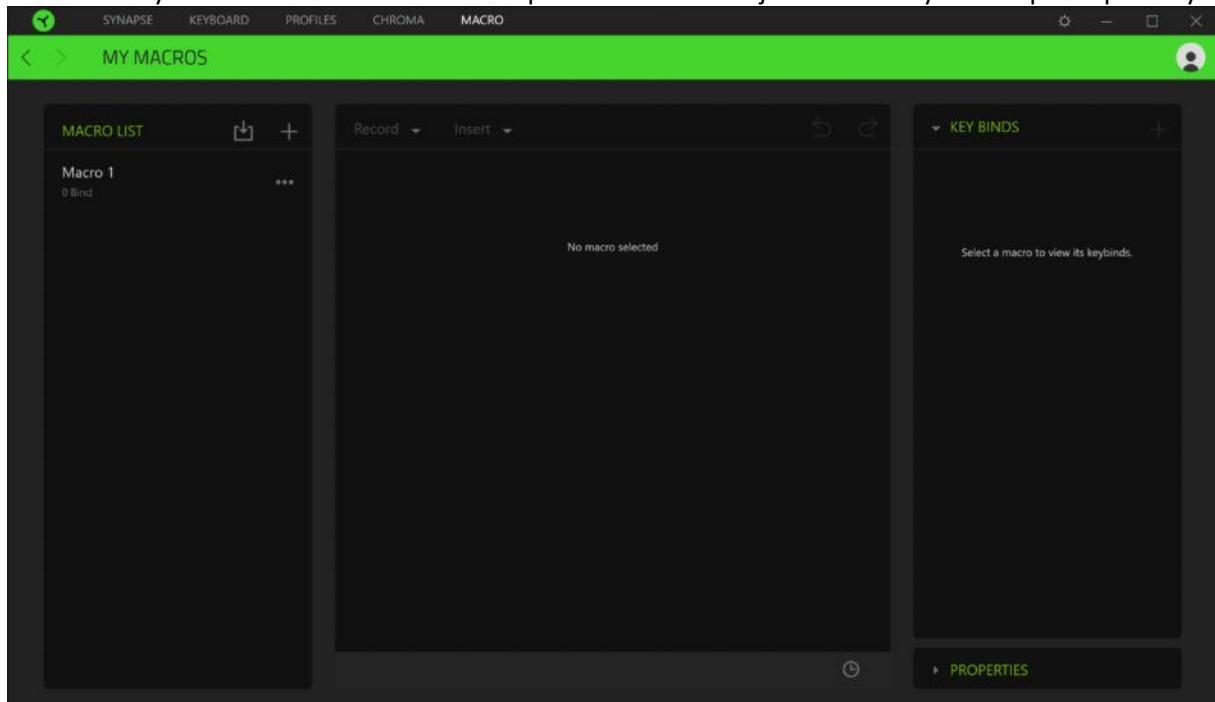 SYNAPSE KEYBOARD PROFILES CHROMA MACRO
MY MACROS
MACRO LIST
Macro 1
0 Bind
Record Insert
No macro selected
KEY BINDS
Select a macro to view its keybinds.
PROPERTIES